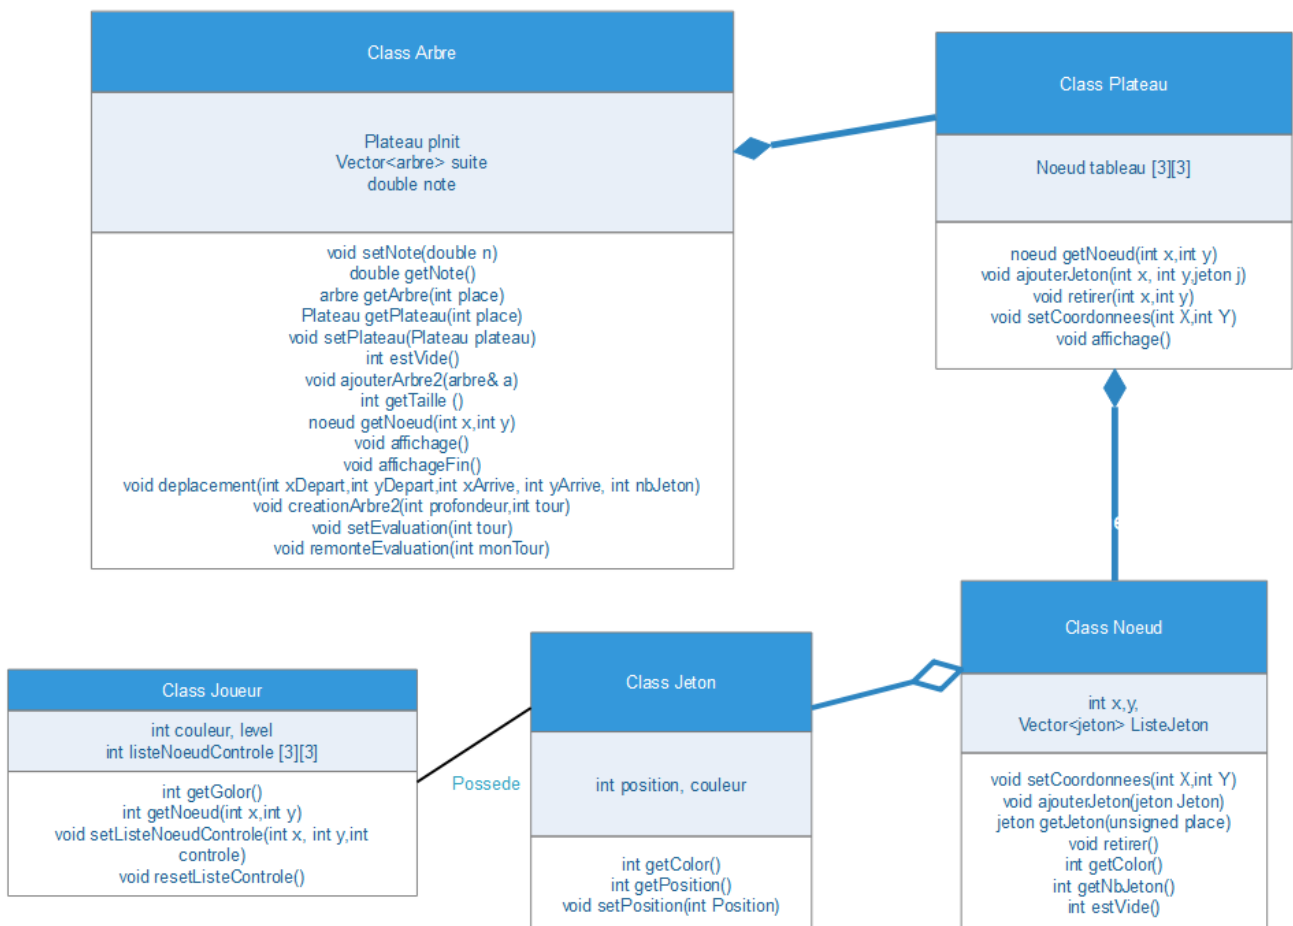 Class Arbre
Plateau pInit
Vector<arbre> suite
double note
void setNote(double n)
double getNote()
arbre getArbre(int place)
Plateau getPlateau(int place)
void setPlateau(Plateau plateau)
int estVide()
void ajouterArbre2(arbre& a)
int getTaille ()
noeud getNoeud(int x,int y)
void affichage()
void affichageFin()
void deplacement(int xDepart,int yDepart,int xArrive, int yArrive, int nbJeton)
void creationArbre2(int profondeur,int tour)
void setEvaluation(int tour)
void remonteEvaluation(int monTour)
Class Plateau
Noeud tableau [3][3]
noeud getNoeud(int x,int y)
void ajouterJeton(int x, int y,jeton j)
void retirer(int x,int y)
void setCoordonnees(int X,int Y)
void affichage()
Class Joueur
int couleur, level
int listeNoeudControle [3][3]
int getGolor()
int getNoeud(int x,int y)
void setListeNoeudControle(int x, int y,int
controle)
void resetListeControle()
Possede
Class Jeton
int position, couleur
int getColor()
int getPosition()
void setPosition(int Position)
Class Noeud
int x,y,
Vector<jeton> ListeJeton
void setCoordonnees(int X,int Y)
void ajouterJeton(jeton Jeton)
jeton getJeton(unsigned place)
void retirer()
int getColor()
int getNbJeton()
int estVide()